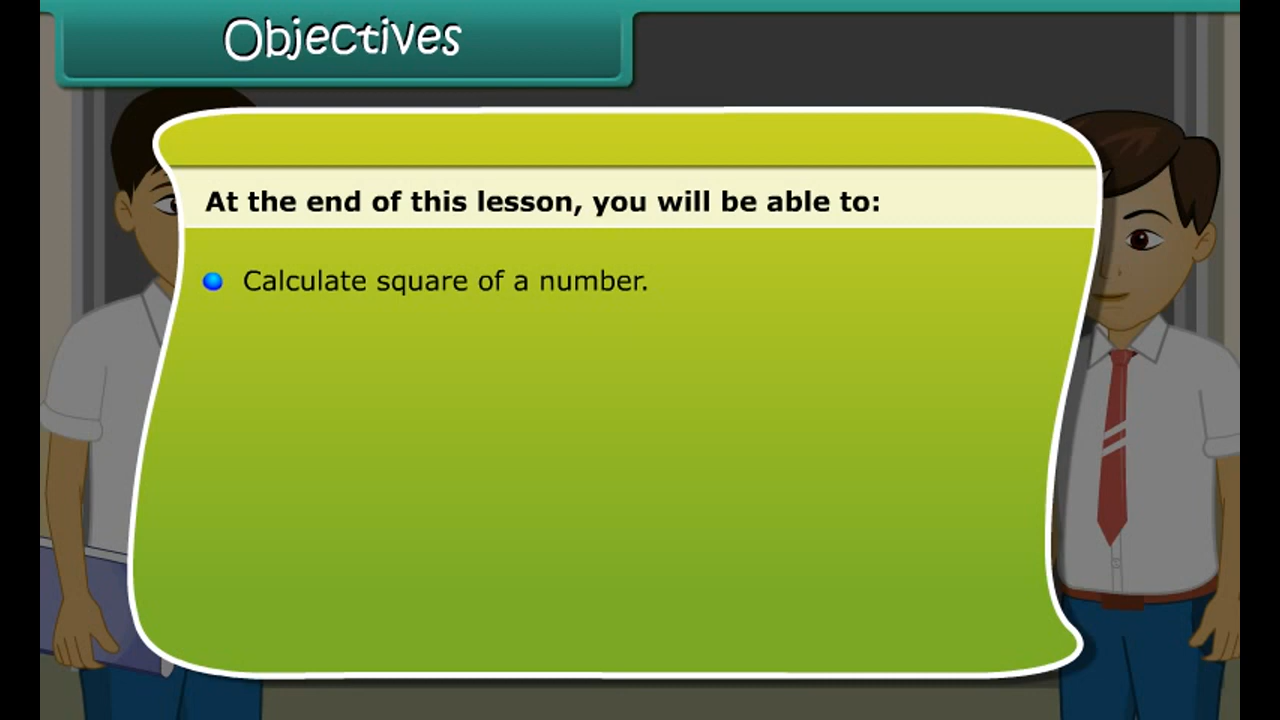 Objectives
At the end of this lesson, you will be able to:
Calculate square of a number.